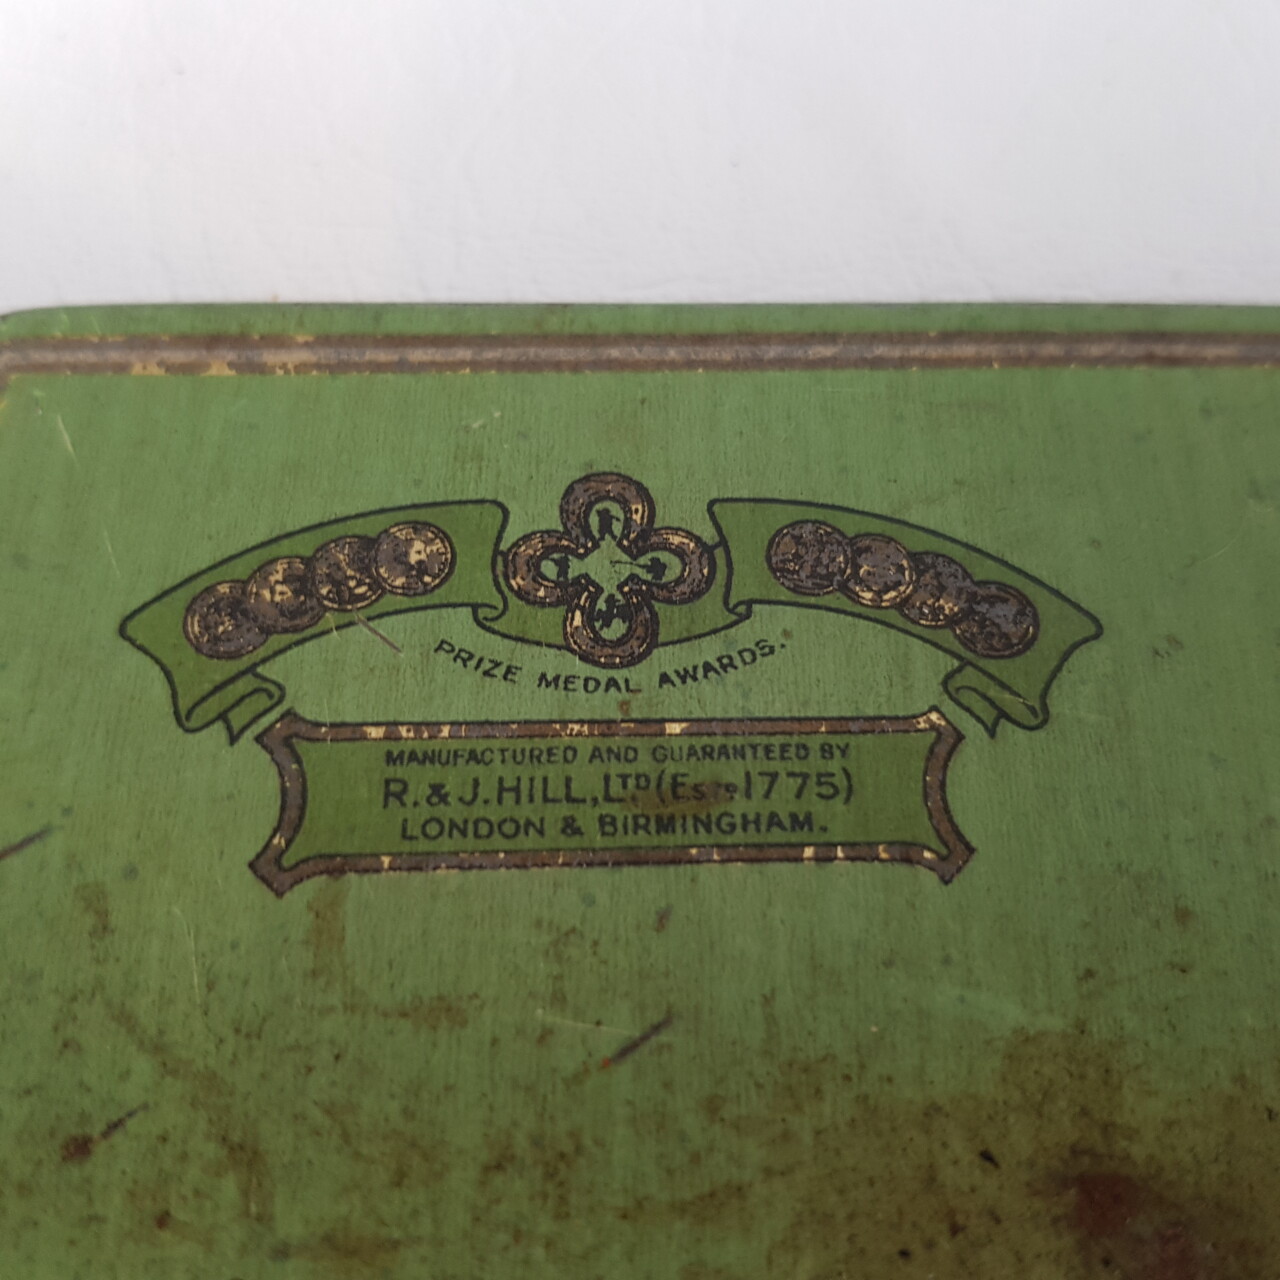 PRIZE MEDAL AWARDS.
MANUFACTURED AND GUARANTEED BY
R. & J. HILL, LTD (ESTD 1775)
LONDON & BIRMINGHAM.